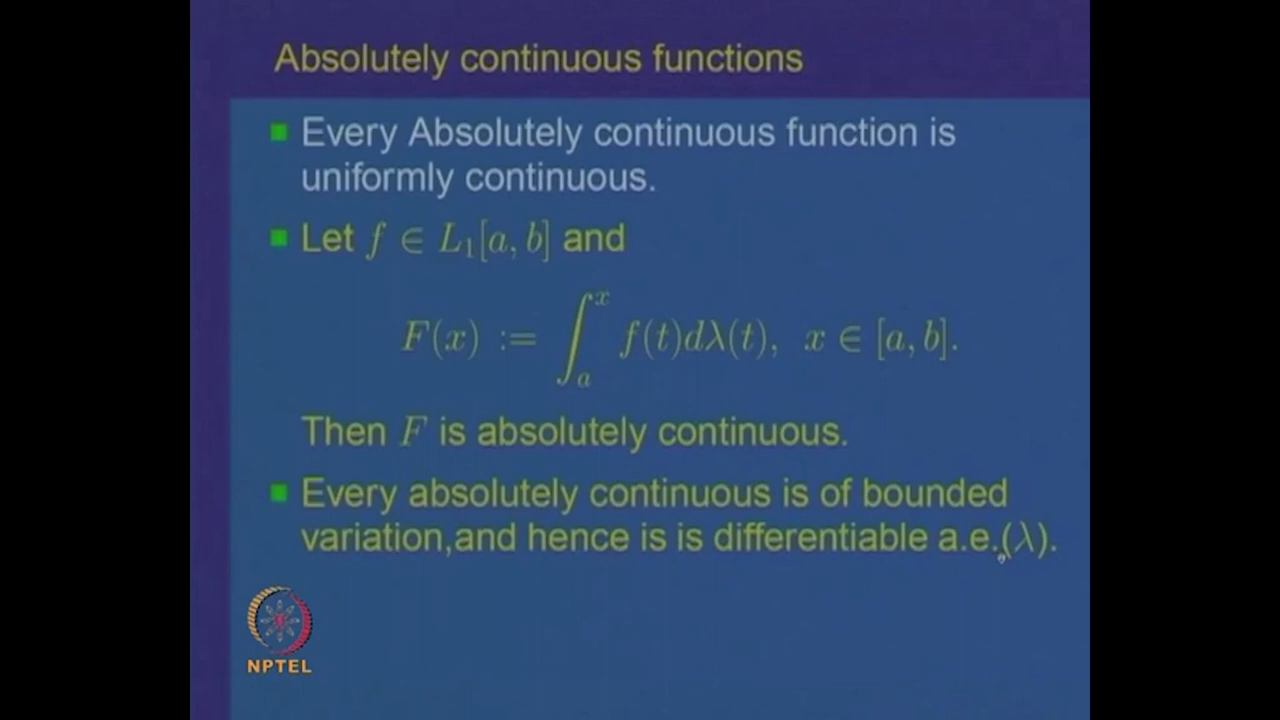 Absolutely continuous functions
Every Absolutely continuous function is
uniformly continuous.
Let f ∈ L₁[a, b] and
F(x) := ∫ₐˣ f(t)dλ(t), x ∈ [a, b].
Then F is absolutely continuous.
Every absolutely continuous is of bounded
variation,and hence is is differentiable a.e.(λ).
NPTEL